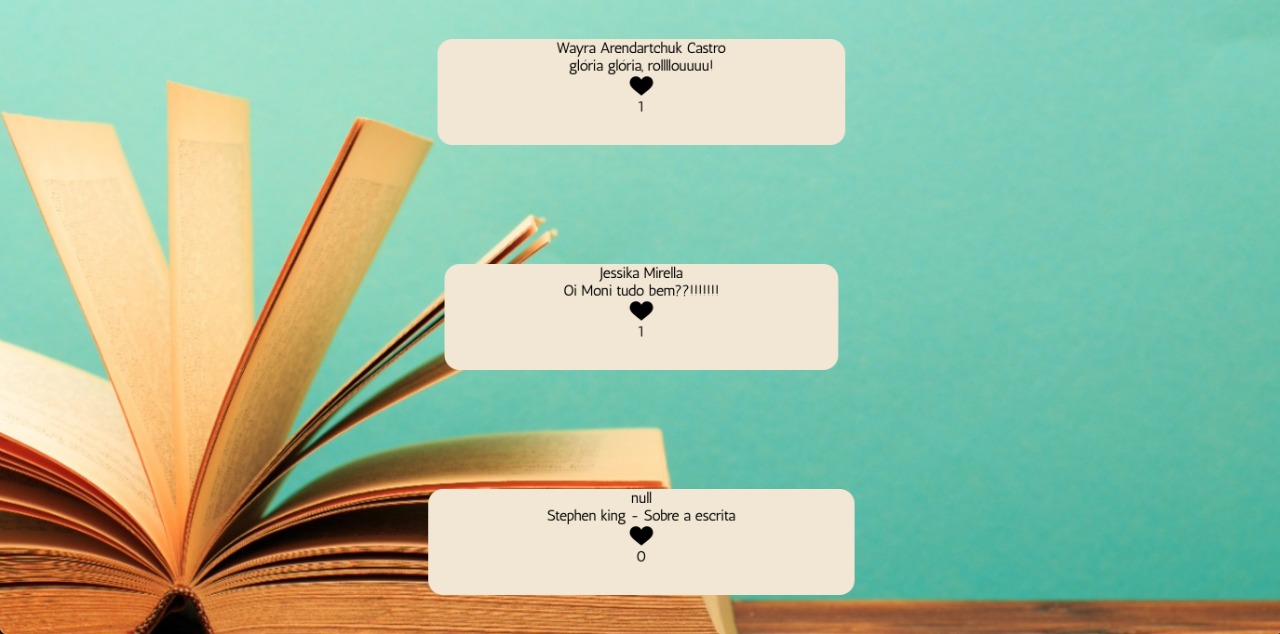 Wayra Arendartchuk Castro
glória glória, rollllouuuu!
1
Jessika Mirella
Oi Moni tudo bem??!!!!!!!
1
null
Stephen king - Sobre a escrita
0